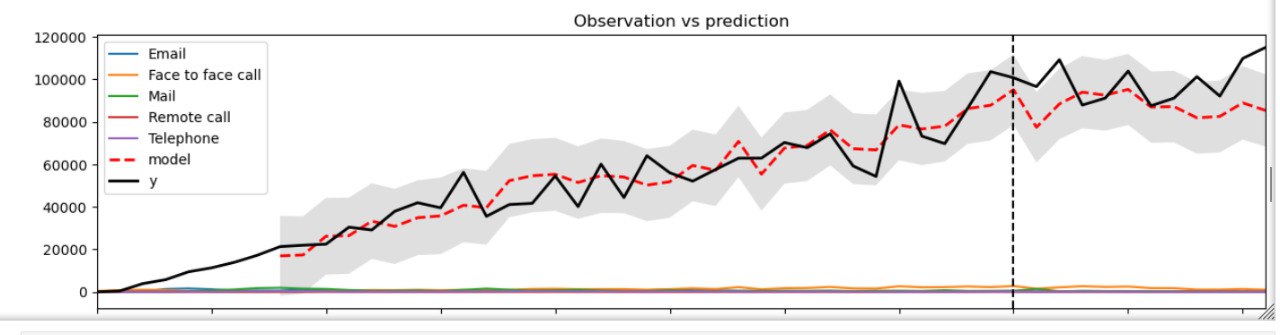 Observation vs prediction
120000
100000
80000
60000
40000
20000
0
Email
Face to face call
Mail
Remote call
Telephone
model
y